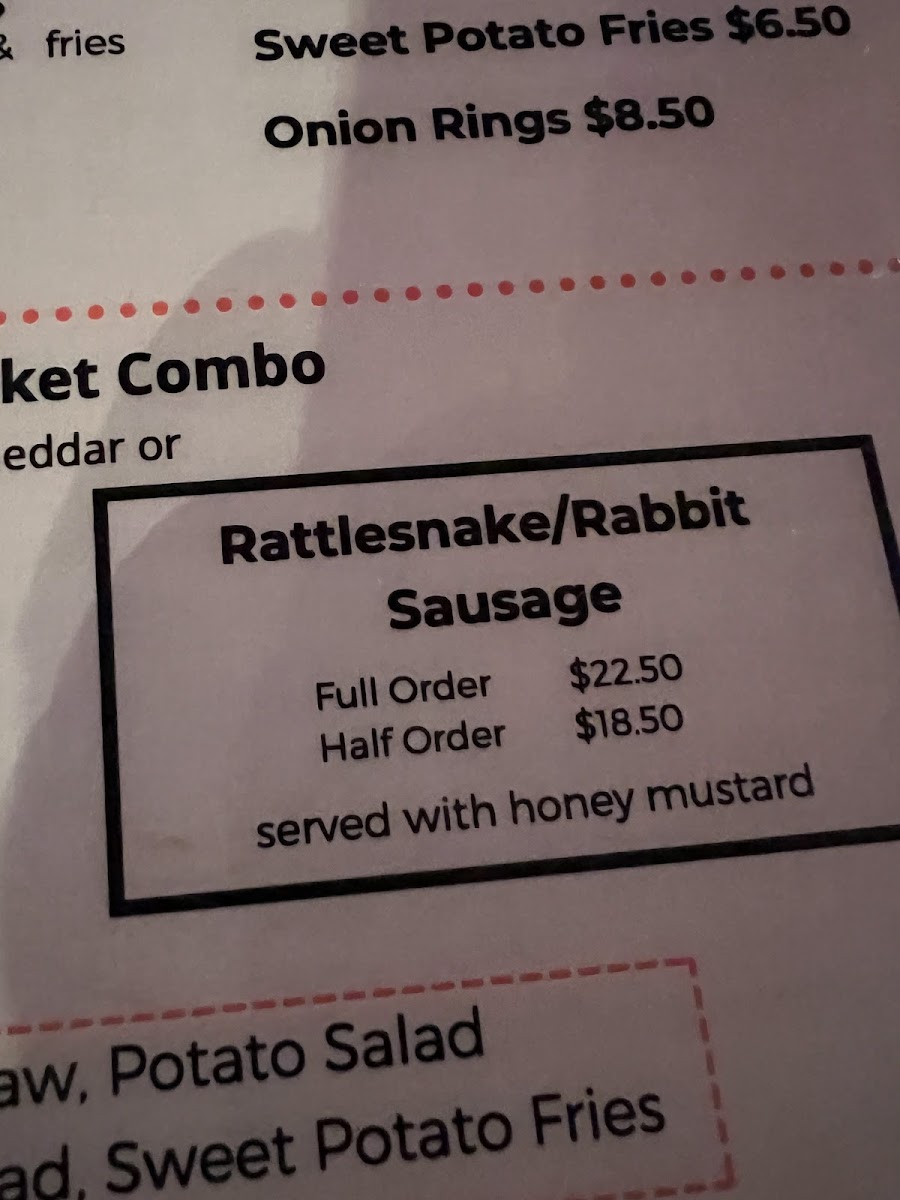 & fries
Sweet Potato Fries $6.50
Onion Rings $8.50
ket Combo
eddar or
Rattlesnake/Rabbit
Sausage
Full Order $22.50
Half Order $18.50
served with honey mustard
aw, Potato Salad
ad, Sweet Potato Fries